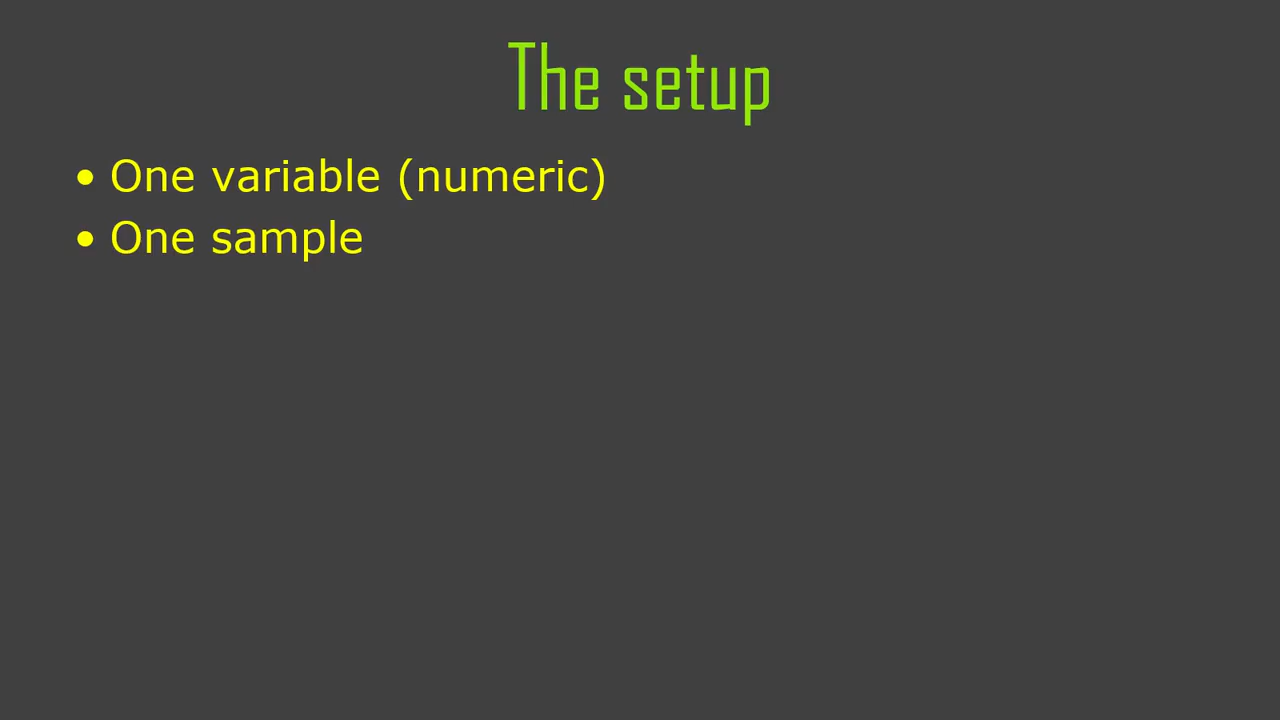 The setup
• One variable (numeric)
• One sample